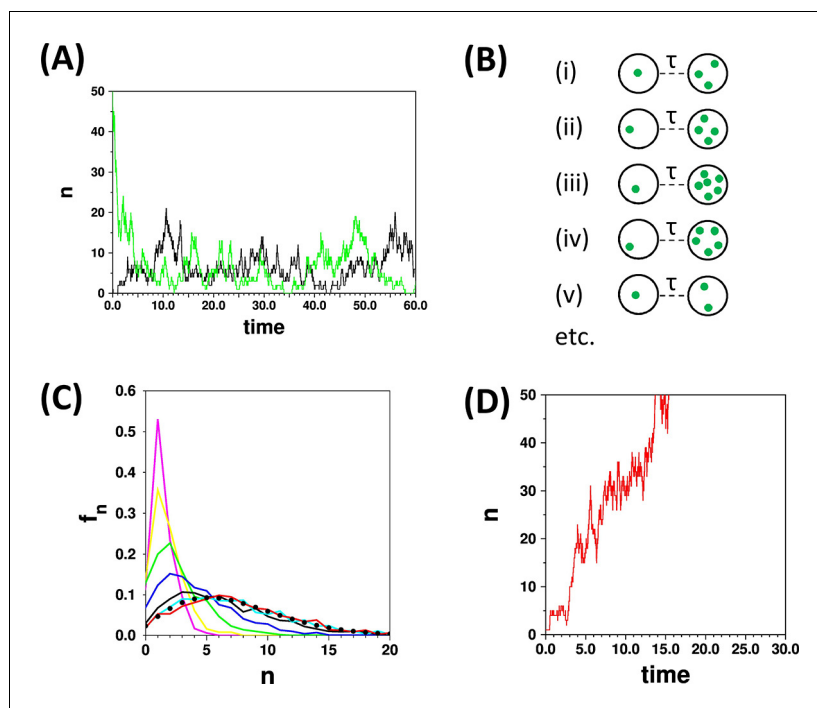 (A)
50
40
30
20
10
0
n
0.0 10.0 20.0 30.0 40.0 50.0 60.0
time
(B)
(i) τ
(ii) τ
(iii) τ
(iv) τ
(v) τ
etc.
(C)
0.6
0.5
0.4
0.3
0.2
0.1
0.0
fn
0 5 10 15 20
n
(D)
50
40
30
20
10
0
n
0.0 5.0 10.0 15.0 20.0 25.0 30.0
time